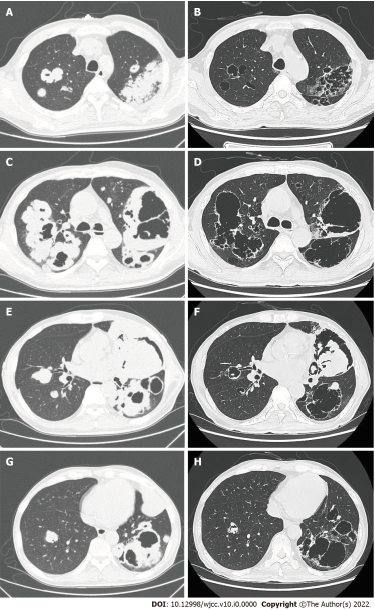 A
B
C
D
E
F
G
H
DOI: 10.12998/wjcc.v10.i0.0000 Copyright ©The Author(s) 2022